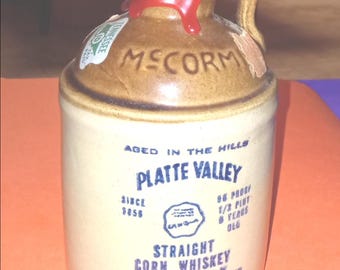 McCORM
AGED IN THE HILLS
PLATTE VALLEY
SINCE
1856
86 PROOF
1/2 PINT
8 YEARS
OLD
STRAIGHT
CORN WHISKEY